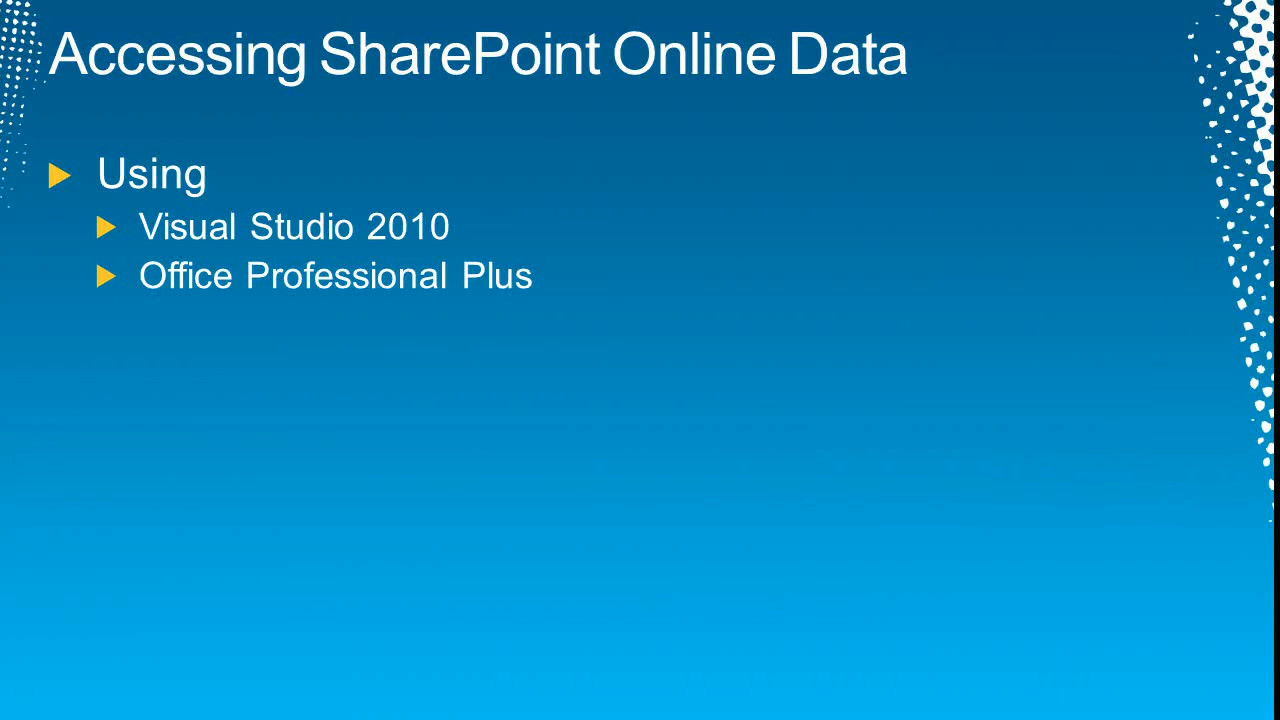 Accessing SharePoint Online Data
Using
Visual Studio 2010
Office Professional Plus